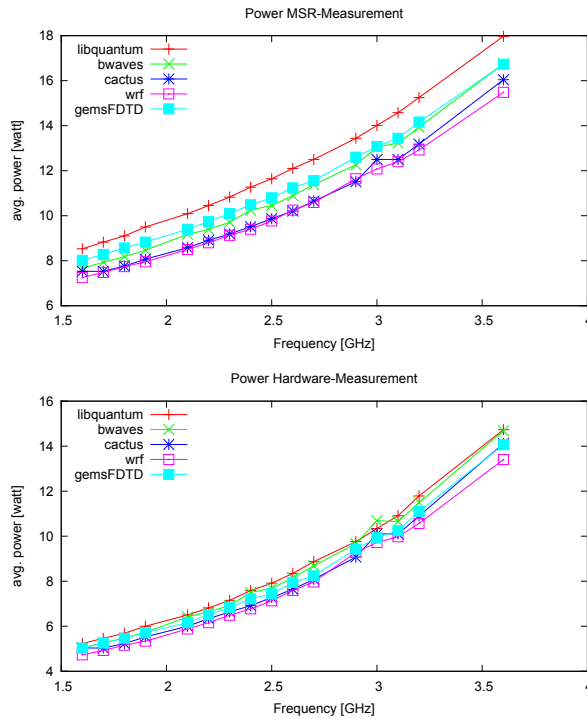 Power MSR-Measurement
avg. power [watt]
18
16
14
12
10
8
6
libquantum
bwaves
cactus
wrf
gemsFDTD
1.5
2
2.5
3
3.5
4
Frequency [GHz]
Power Hardware-Measurement
avg. power [watt]
16
14
12
10
8
6
4
libquantum
bwaves
cactus
wrf
gemsFDTD
1.5
2
2.5
3
3.5
4
Frequency [GHz]